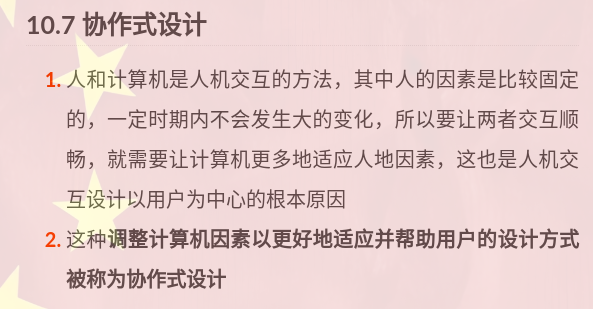 10.7 协作式设计
1. 人和计算机是人机交互的方法，其中人的因素是比较固定
的，一定时期内不会发生大的变化，所以要让两者交互顺
畅，就需要让计算机更多地适应人地因素，这也是人机交
互设计以用户为中心的根本原因
2. 这种调整计算机因素以更好地适应并帮助用户的设计方式
被称为协作式设计